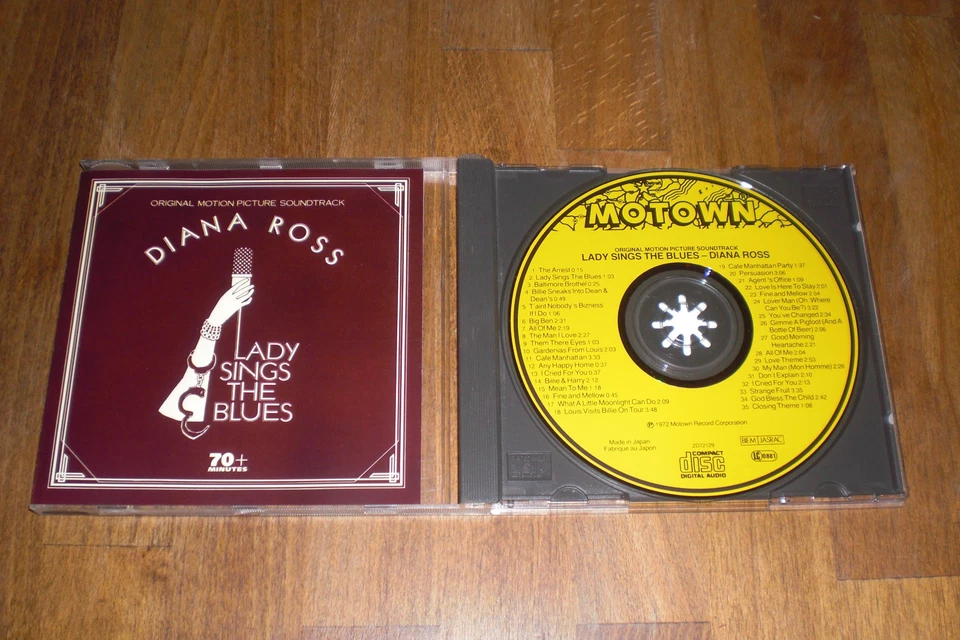 ORIGINAL MOTION PICTURE SOUNDTRACK
DIANA ROSS
LADY
SINGS
THE
BLUES
70+
MINUTES
MOTOWN
ORIGINAL MOTION PICTURE SOUNDTRACK
LADY SINGS THE BLUES – DIANA ROSS
1 The Arrest 0:15
2 Lady Sings The Blues 1:03
3 Baltimore Brothel 0:25
4 Billie Sneaks Into Dean &
Dean's 0:49
5 T'aint Nobody's Bizness
If I Do 1:06
6 Big Ben 2:31
7 All Of Me 2:19
8 The Man I Love 2:27
9 Them There Eyes 1:03
10 Gardenias From Louis 2:03
11 Cafe Manhattan 3:33
12 Any Happy Home 0:37
13 I Cried For You 0:37
14 Billie & Harry 2:12
15 Mean To Me 1:18
16 Fine and Mellow 0:45
17 What A Little Moonlight Can Do 2:09
18 Louis Visits Billie On Tour 3:48
19 Cafe Manhattan Party 1:37
20 Persuasion 3:06
21 Agent's Office 1:09
22 Love Is Here To Stay 2:01
23 Fine and Mellow 2:04
24 Lover Man (Oh Where
Can You Be?) 3:22
25 You've Changed 2:34
26 Gimme A Pigfoot (And A
Bottle Of Beer) 2:06
27 Good Morning
Heartache 2:21
28 All Of Me 2:04
29 Love Theme 2:53
30 My Man (Mon Homme) 3:26
31 Don't Explain 2:10
32 I Cried For You 2:13
33 Strange Fruit 3:35
34 God Bless The Child 2:42
35 Closing Theme 1:08
℗ 1972 Motown Record Corporation
Made in Japan
Fabrique au Japon
ZD72129
BIEM JASRAC
COMPACT
disc
DIGITAL AUDIO
LC 0881